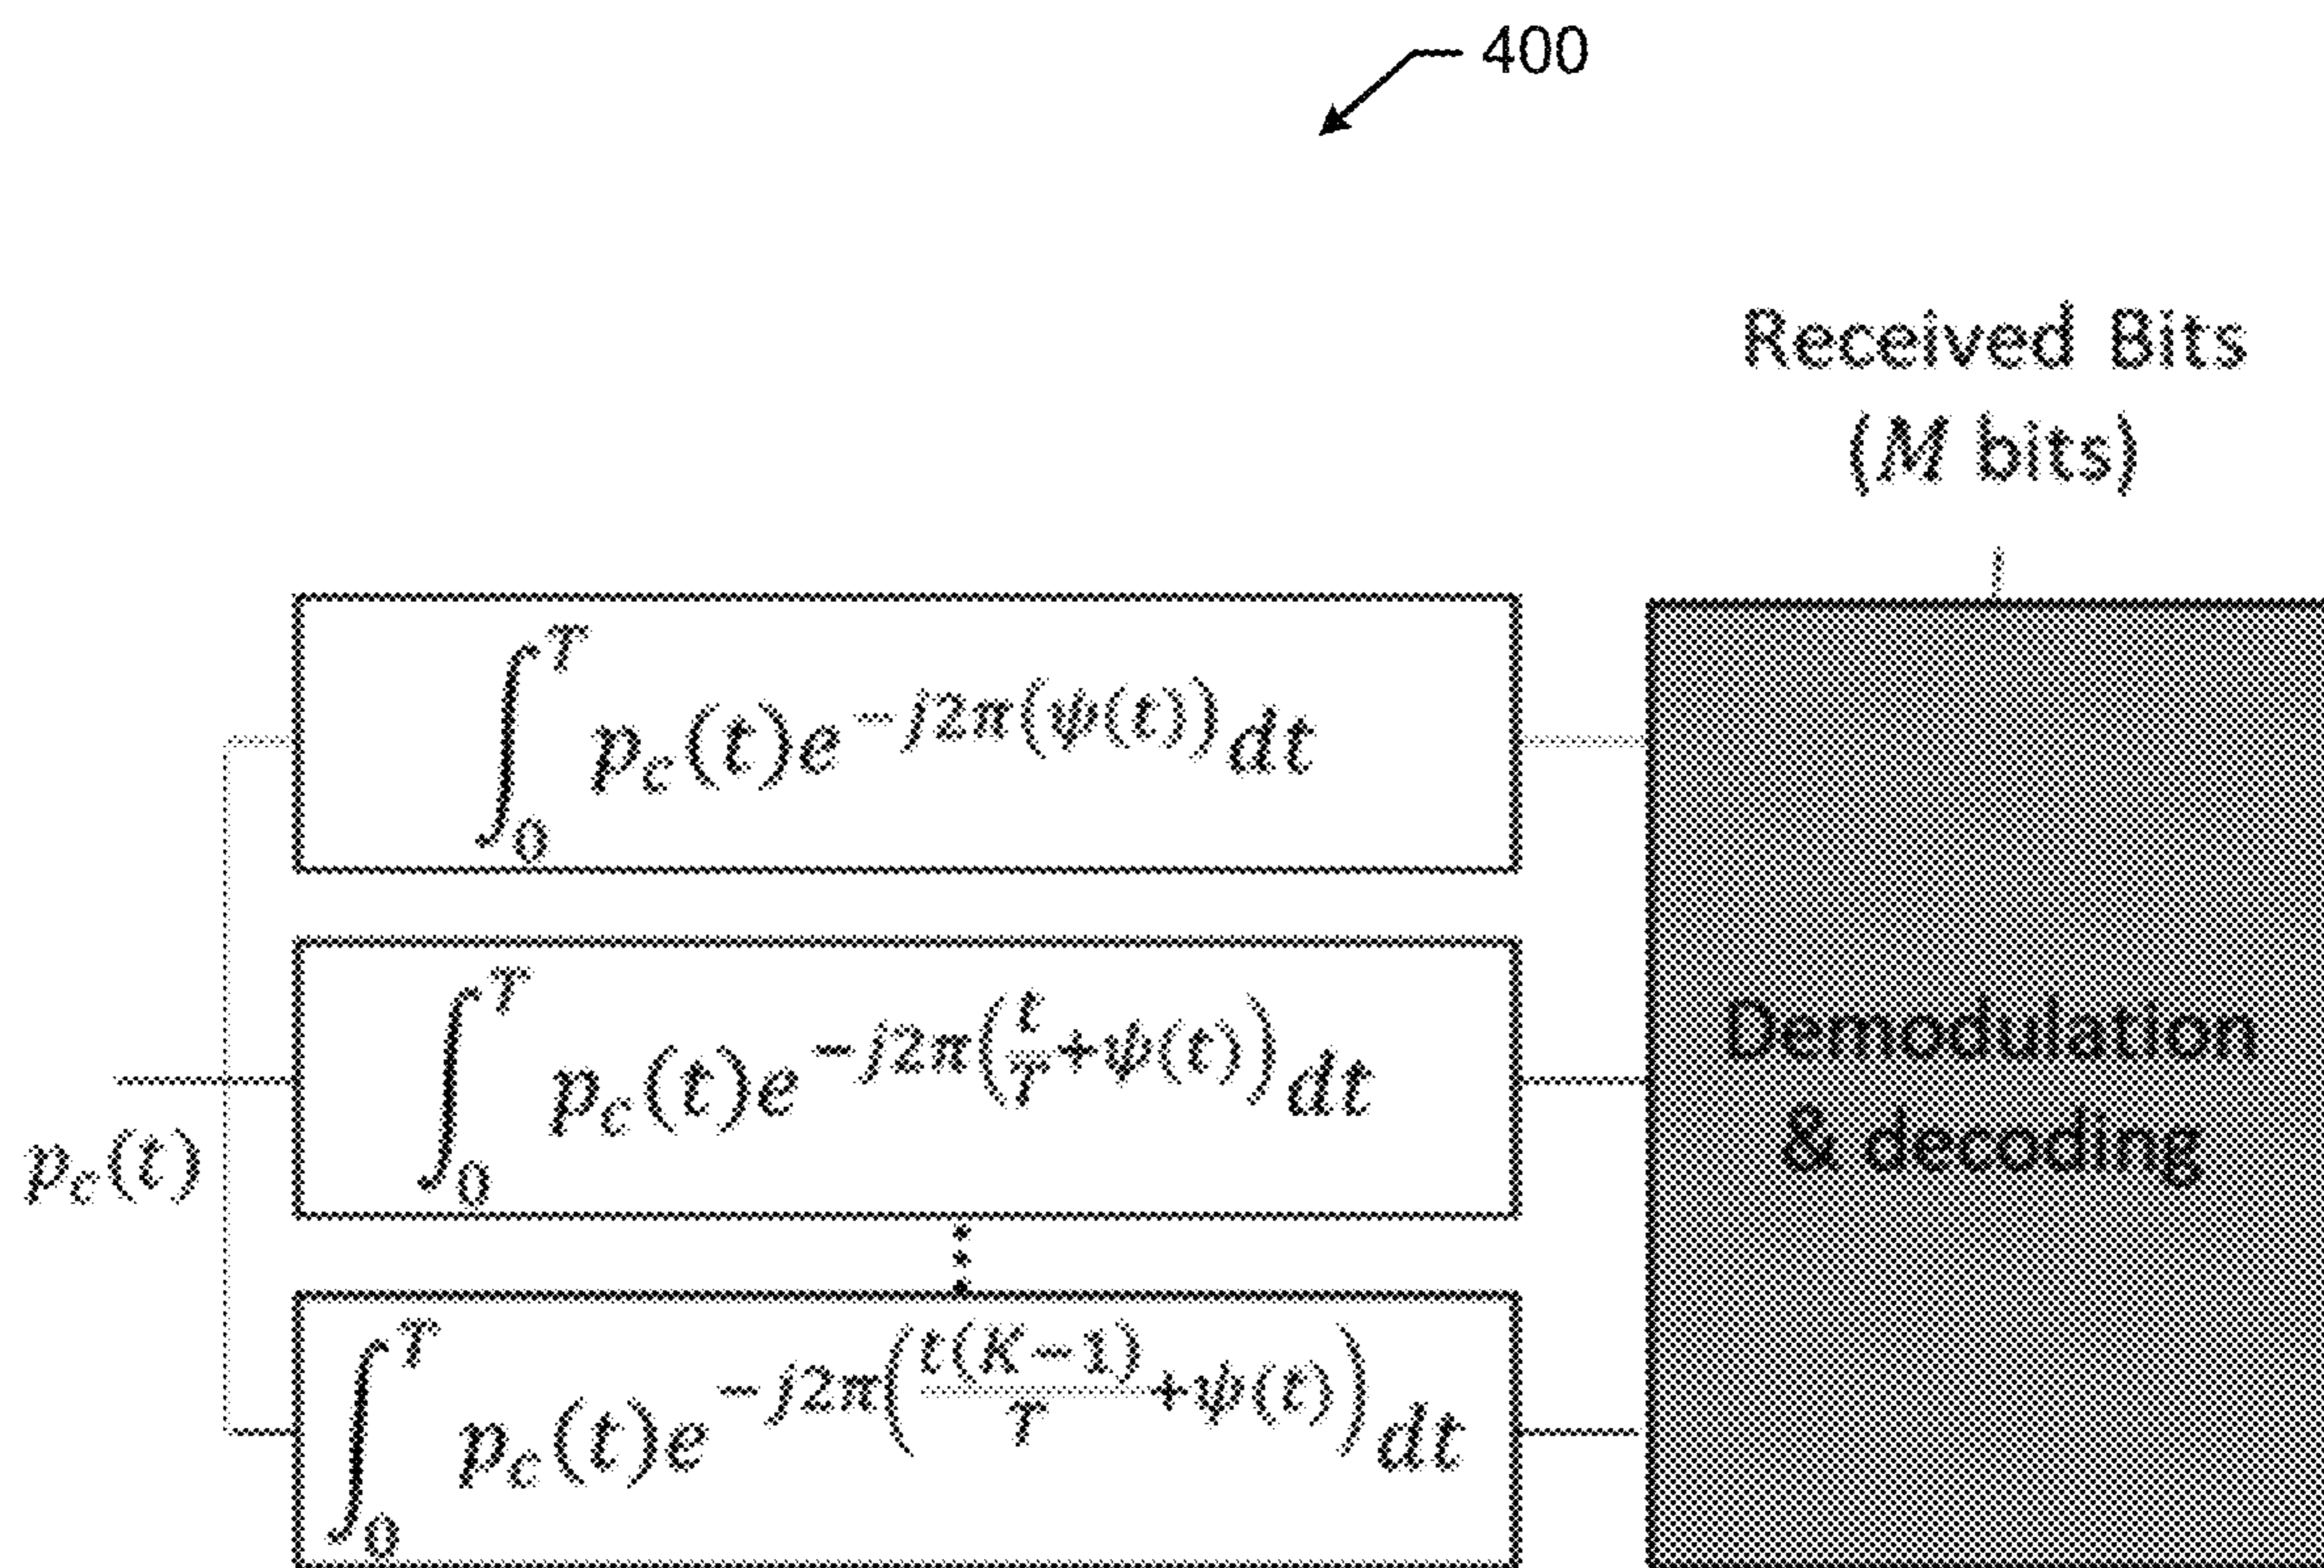 400
Received Bits
(M bits)
∫₀ᵀ p_c(t)e^{-j2π(ψ(t))}dt
∫₀ᵀ p_c(t)e^{-j2π(t/T+ψ(t))}dt
Demodulation
& decoding
p_c(t)
∫₀ᵀ p_c(t)e^{-j2π(t(K-1)/T+ψ(t))}dt